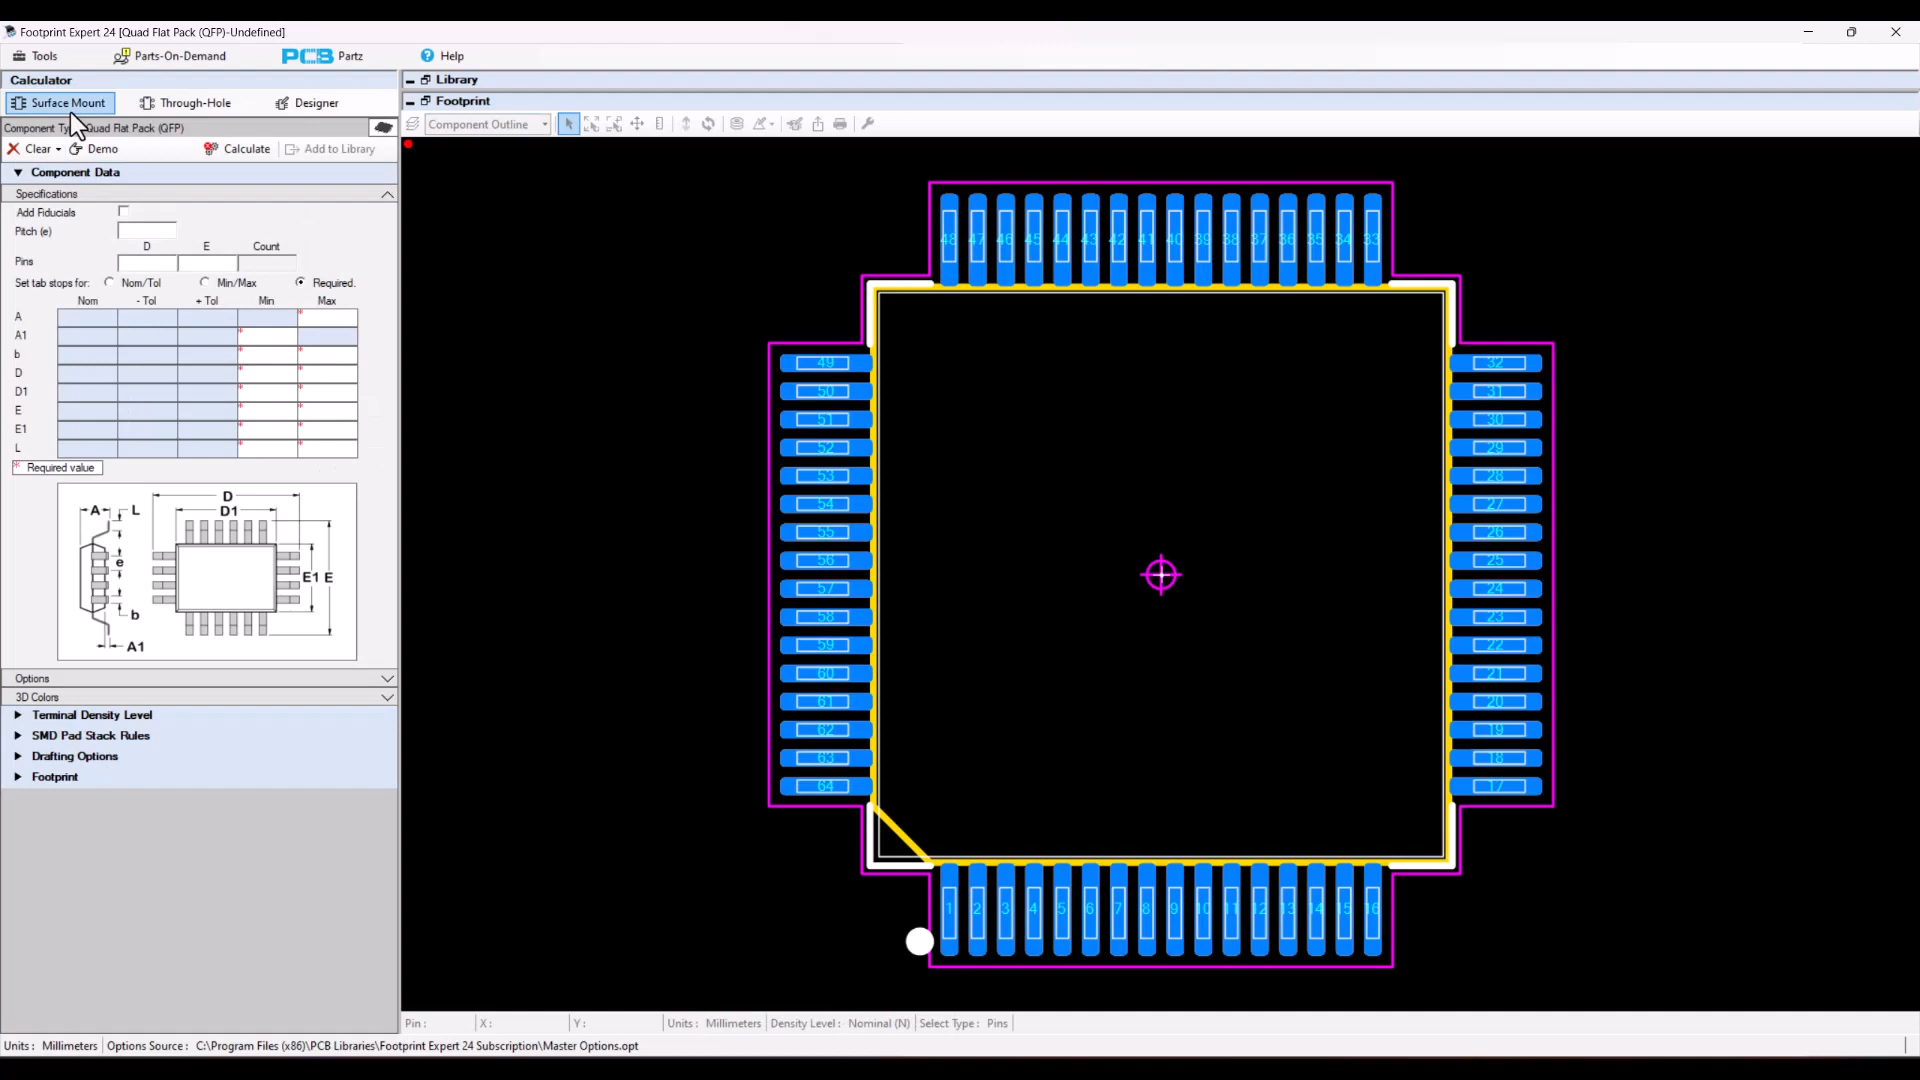 Footprint Expert 24 [Quad Flat Pack (QFP)-Undefined]
Tools Parts-On-Demand PCB Partz Help
Calculator
Library
Surface Mount Through-Hole Designer
Footprint
Component Outline
Component Ty Quad Flat Pack (QFP)
Clear Demo Calculate Add to Library
Component Data
Specifications
Add Fiducials
Pitch (e)
D E Count
Pins
Set tab stops for: Nom/Tol Min/Max Required.
Nom - Tol + Tol Min Max
A *
A1 *
b * *
D * *
D1 * *
E * *
E1 * *
L * *
* Required value
D
A L D1
e
E1 E
b
A1
Options
3D Colors
Terminal Density Level
SMD Pad Stack Rules
Drafting Options
Footprint
48 47 46 45 44 43 42 41 40 39 38 37 36 35 34 33
49 32
50 31
51 30
52 29
53 28
54 27
55 26
56 25
57 24
58 23
59 22
60 21
61 20
62 19
63 18
64 17
1 2 3 4 5 6 7 8 9 10 11 12 13 14 15 16
Pin : X : Y : Units : Millimeters Density Level : Nominal (N) Select Type : Pins
Units : Millimeters Options Source : C:\Program Files (x86)\PCB Libraries\Footprint Expert 24 Subscription\Master Options.opt